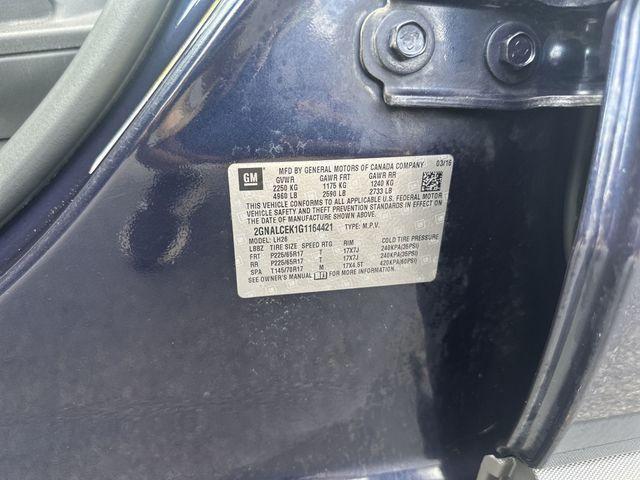 GM
MFD BY GENERAL MOTORS OF CANADA COMPANY 03/16
GVWR GAWR FRT GAWR RR
2250 KG 1175 KG 1240 KG
4960 LB 2590 LB 2733 LB
THIS VEHICLE CONFORMS TO ALL APPLICABLE U.S. FEDERAL MOTOR
VEHICLE SAFETY, BUMPER, AND THEFT PREVENTION STANDARDS IN EFFECT ON
THE DATE OF MANUFACTURE SHOWN ABOVE.
2GNALCEK1G1164421 TYPE: M.P.V.
MODEL: LH26
LBBZ TIRE SIZE SPEED RTG RIM COLD TIRE PRESSURE
FRT P225/65R17 T 17X7J 240KPA(35PSI)
RR P225/65R17 T 17X7J 240KPA(35PSI)
SPA T145/70R17 M 17X4.5T 420KPA(60PSI)
SEE OWNER'S MANUAL